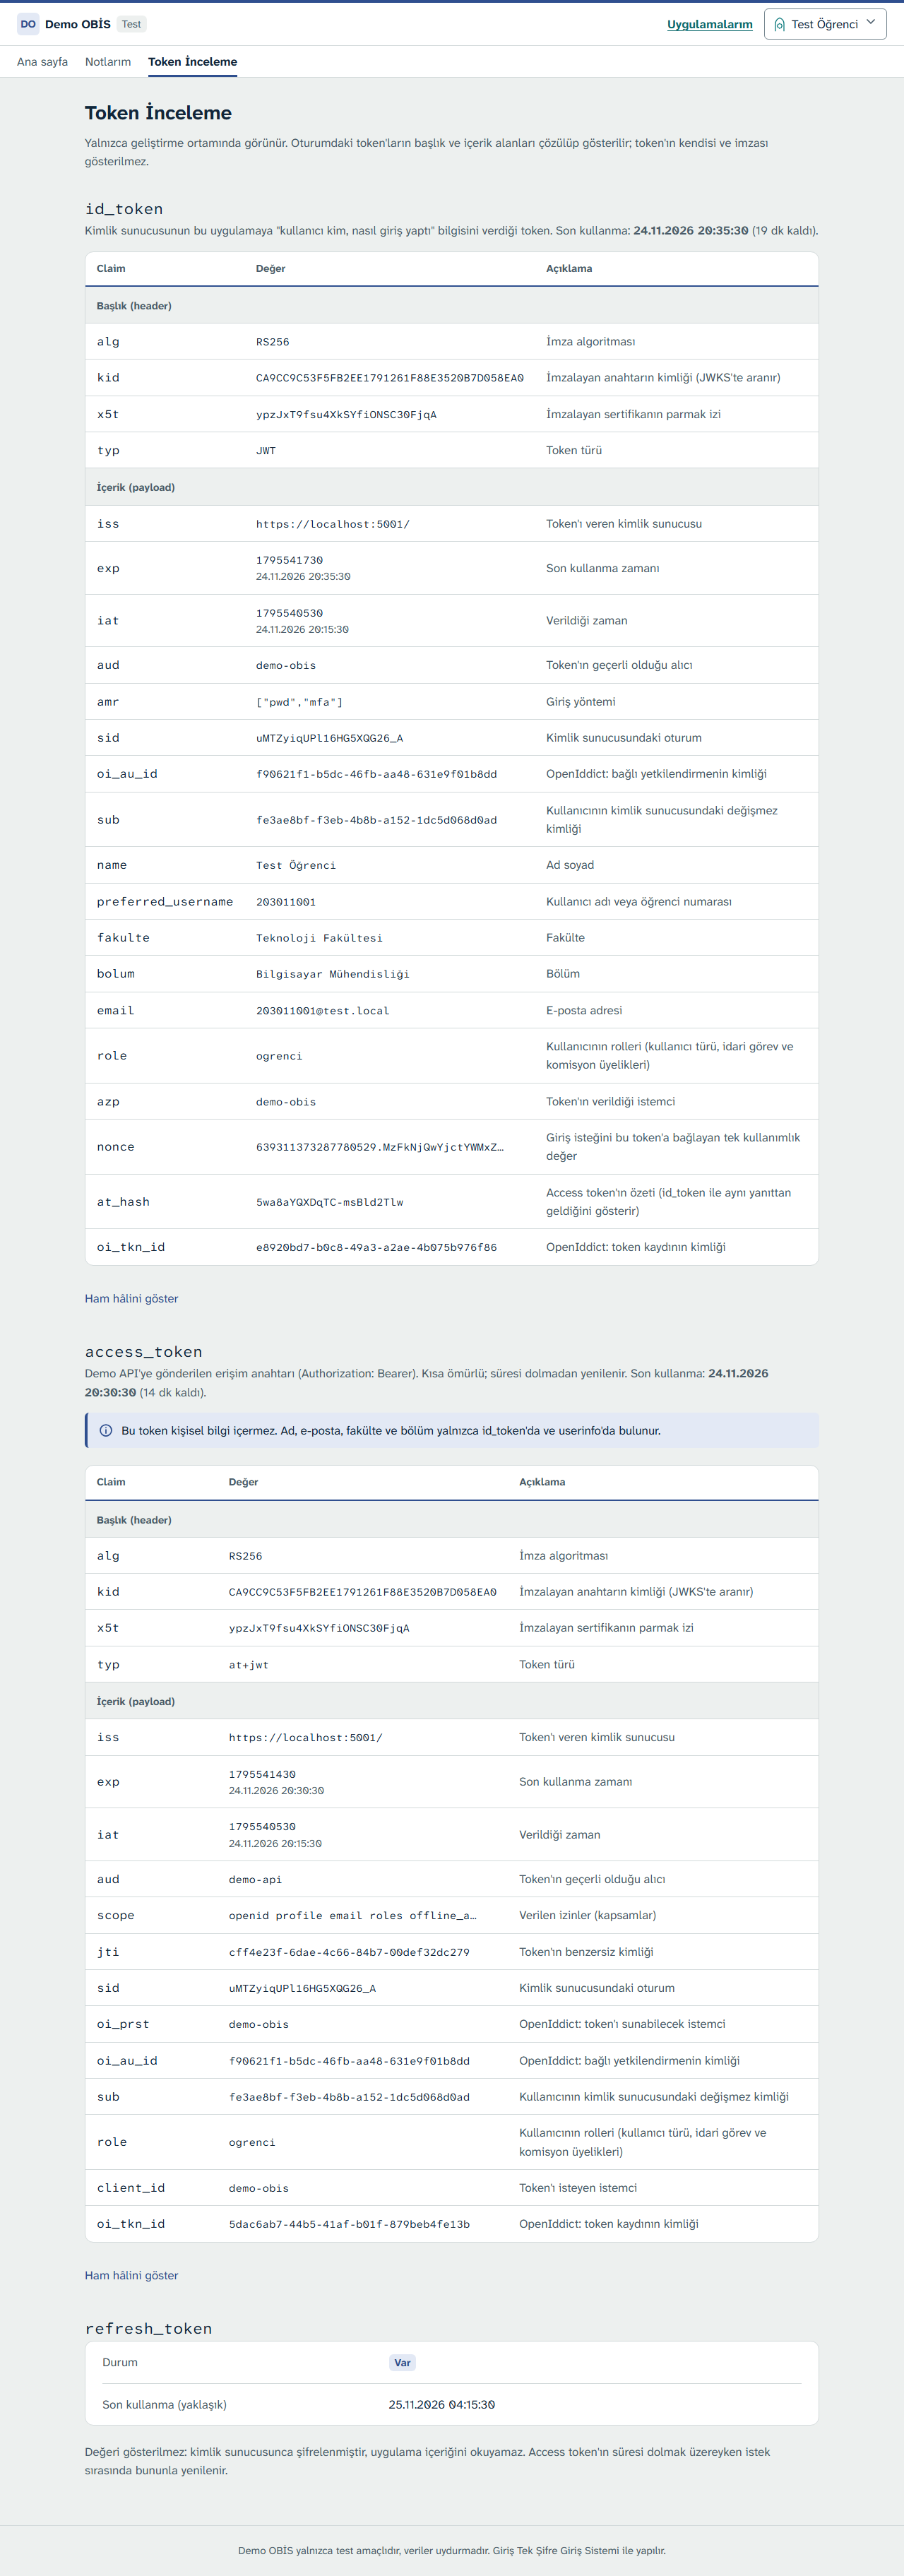 DO Demo OBİS Test
Uygulamalarım
Test Öğrenci
Ana sayfa Notlarım Token İnceleme
Token İnceleme
Yalnızca geliştirme ortamında görünür. Oturumdaki token'ların başlık ve içerik alanları çözülüp gösterilir; token'ın kendisi ve imzası
gösterilmez.
id_token
Kimlik sunucusunun bu uygulamaya "kullanıcı kim, nasıl giriş yaptı" bilgisini verdiği token. Son kullanma: 24.11.2026 20:35:30 (19 dk kaldı).
Claim Değer Açıklama
Başlık (header)
alg RS256 İmza algoritması
kid CA9CC9C53F5FB2EE1791261F88E3520B7D058EA0 İmzalayan anahtarın kimliği (JWKS'te aranır)
x5t ypzJxT9fsu4XkSYfiONSC30FjqA İmzalayan sertifikanın parmak izi
typ JWT Token türü
İçerik (payload)
iss https://localhost:5001/ Token'ı veren kimlik sunucusu
exp 1795541730 Son kullanma zamanı
24.11.2026 20:35:30
iat 1795540530 Verildiği zaman
24.11.2026 20:15:30
aud demo-obis Token'ın geçerli olduğu alıcı
amr ["pwd","mfa"] Giriş yöntemi
sid uMTZyiqUPl16HG5XQG26_A Kimlik sunucusundaki oturum
oi_au_id f90621f1-b5dc-46fb-aa48-631e9f01b8dd OpenIddict: bağlı yetkilendirmenin kimliği
sub fe3ae8bf-f3eb-4b8b-a152-1dc5d068d0ad Kullanıcının kimlik sunucusundaki değişmez
kimliği
name Test Öğrenci Ad soyad
preferred_username 203011001 Kullanıcı adı veya öğrenci numarası
fakulte Teknoloji Fakültesi Fakülte
bolum Bilgisayar Mühendisliği Bölüm
email 203011001@test.local E-posta adresi
role ogrenci Kullanıcının rolleri (kullanıcı türü, idari görev ve
komisyon üyelikleri)
azp demo-obis Token'ın verildiği istemci
nonce 639311373287780529.MzFkNjQwYjctYWMxZ… Giriş isteğini bu token'a bağlayan tek kullanımlık
değer
at_hash 5wa8aYQXDqTC-msBld2Tlw Access token'ın özeti (id_token ile aynı yanıttan
geldiğini gösterir)
oi_tkn_id e8920bd7-b0c8-49a3-a2ae-4b075b976f86 OpenIddict: token kaydının kimliği
Ham hâlini göster
access_token
Demo API'ye gönderilen erişim anahtarı (Authorization: Bearer). Kısa ömürlü; süresi dolmadan yenilenir. Son kullanma: 24.11.2026
20:30:30 (14 dk kaldı).
Bu token kişisel bilgi içermez. Ad, e-posta, fakülte ve bölüm yalnızca id_token'da ve userinfo'da bulunur.
Claim Değer Açıklama
Başlık (header)
alg RS256 İmza algoritması
kid CA9CC9C53F5FB2EE1791261F88E3520B7D058EA0 İmzalayan anahtarın kimliği (JWKS'te aranır)
x5t ypzJxT9fsu4XkSYfiONSC30FjqA İmzalayan sertifikanın parmak izi
typ at+jwt Token türü
İçerik (payload)
iss https://localhost:5001/ Token'ı veren kimlik sunucusu
exp 1795541430 Son kullanma zamanı
24.11.2026 20:30:30
iat 1795540530 Verildiği zaman
24.11.2026 20:15:30
aud demo-api Token'ın geçerli olduğu alıcı
scope openid profile email roles offline_a… Verilen izinler (kapsamlar)
jti cff4e23f-6dae-4c66-84b7-00def32dc279 Token'ın benzersiz kimliği
sid uMTZyiqUPl16HG5XQG26_A Kimlik sunucusundaki oturum
oi_prst demo-obis OpenIddict: token'ı sunabilecek istemci
oi_au_id f90621f1-b5dc-46fb-aa48-631e9f01b8dd OpenIddict: bağlı yetkilendirmenin kimliği
sub fe3ae8bf-f3eb-4b8b-a152-1dc5d068d0ad Kullanıcının kimlik sunucusundaki değişmez kimliği
role ogrenci Kullanıcının rolleri (kullanıcı türü, idari görev ve
komisyon üyelikleri)
client_id demo-obis Token'ı isteyen istemci
oi_tkn_id 5dac6ab7-44b5-41af-b01f-879beb4fe13b OpenIddict: token kaydının kimliği
Ham hâlini göster
refresh_token
Durum Var
Son kullanma (yaklaşık) 25.11.2026 04:15:30
Değeri gösterilmez: kimlik sunucusunca şifrelenmiştir, uygulama içeriğini okuyamaz. Access token'ın süresi dolmak üzereyken istek
sırasında bununla yenilenir.
Demo OBİS yalnızca test amaçlıdır, veriler uydurmadır. Giriş Tek Şifre Giriş Sistemi ile yapılır.